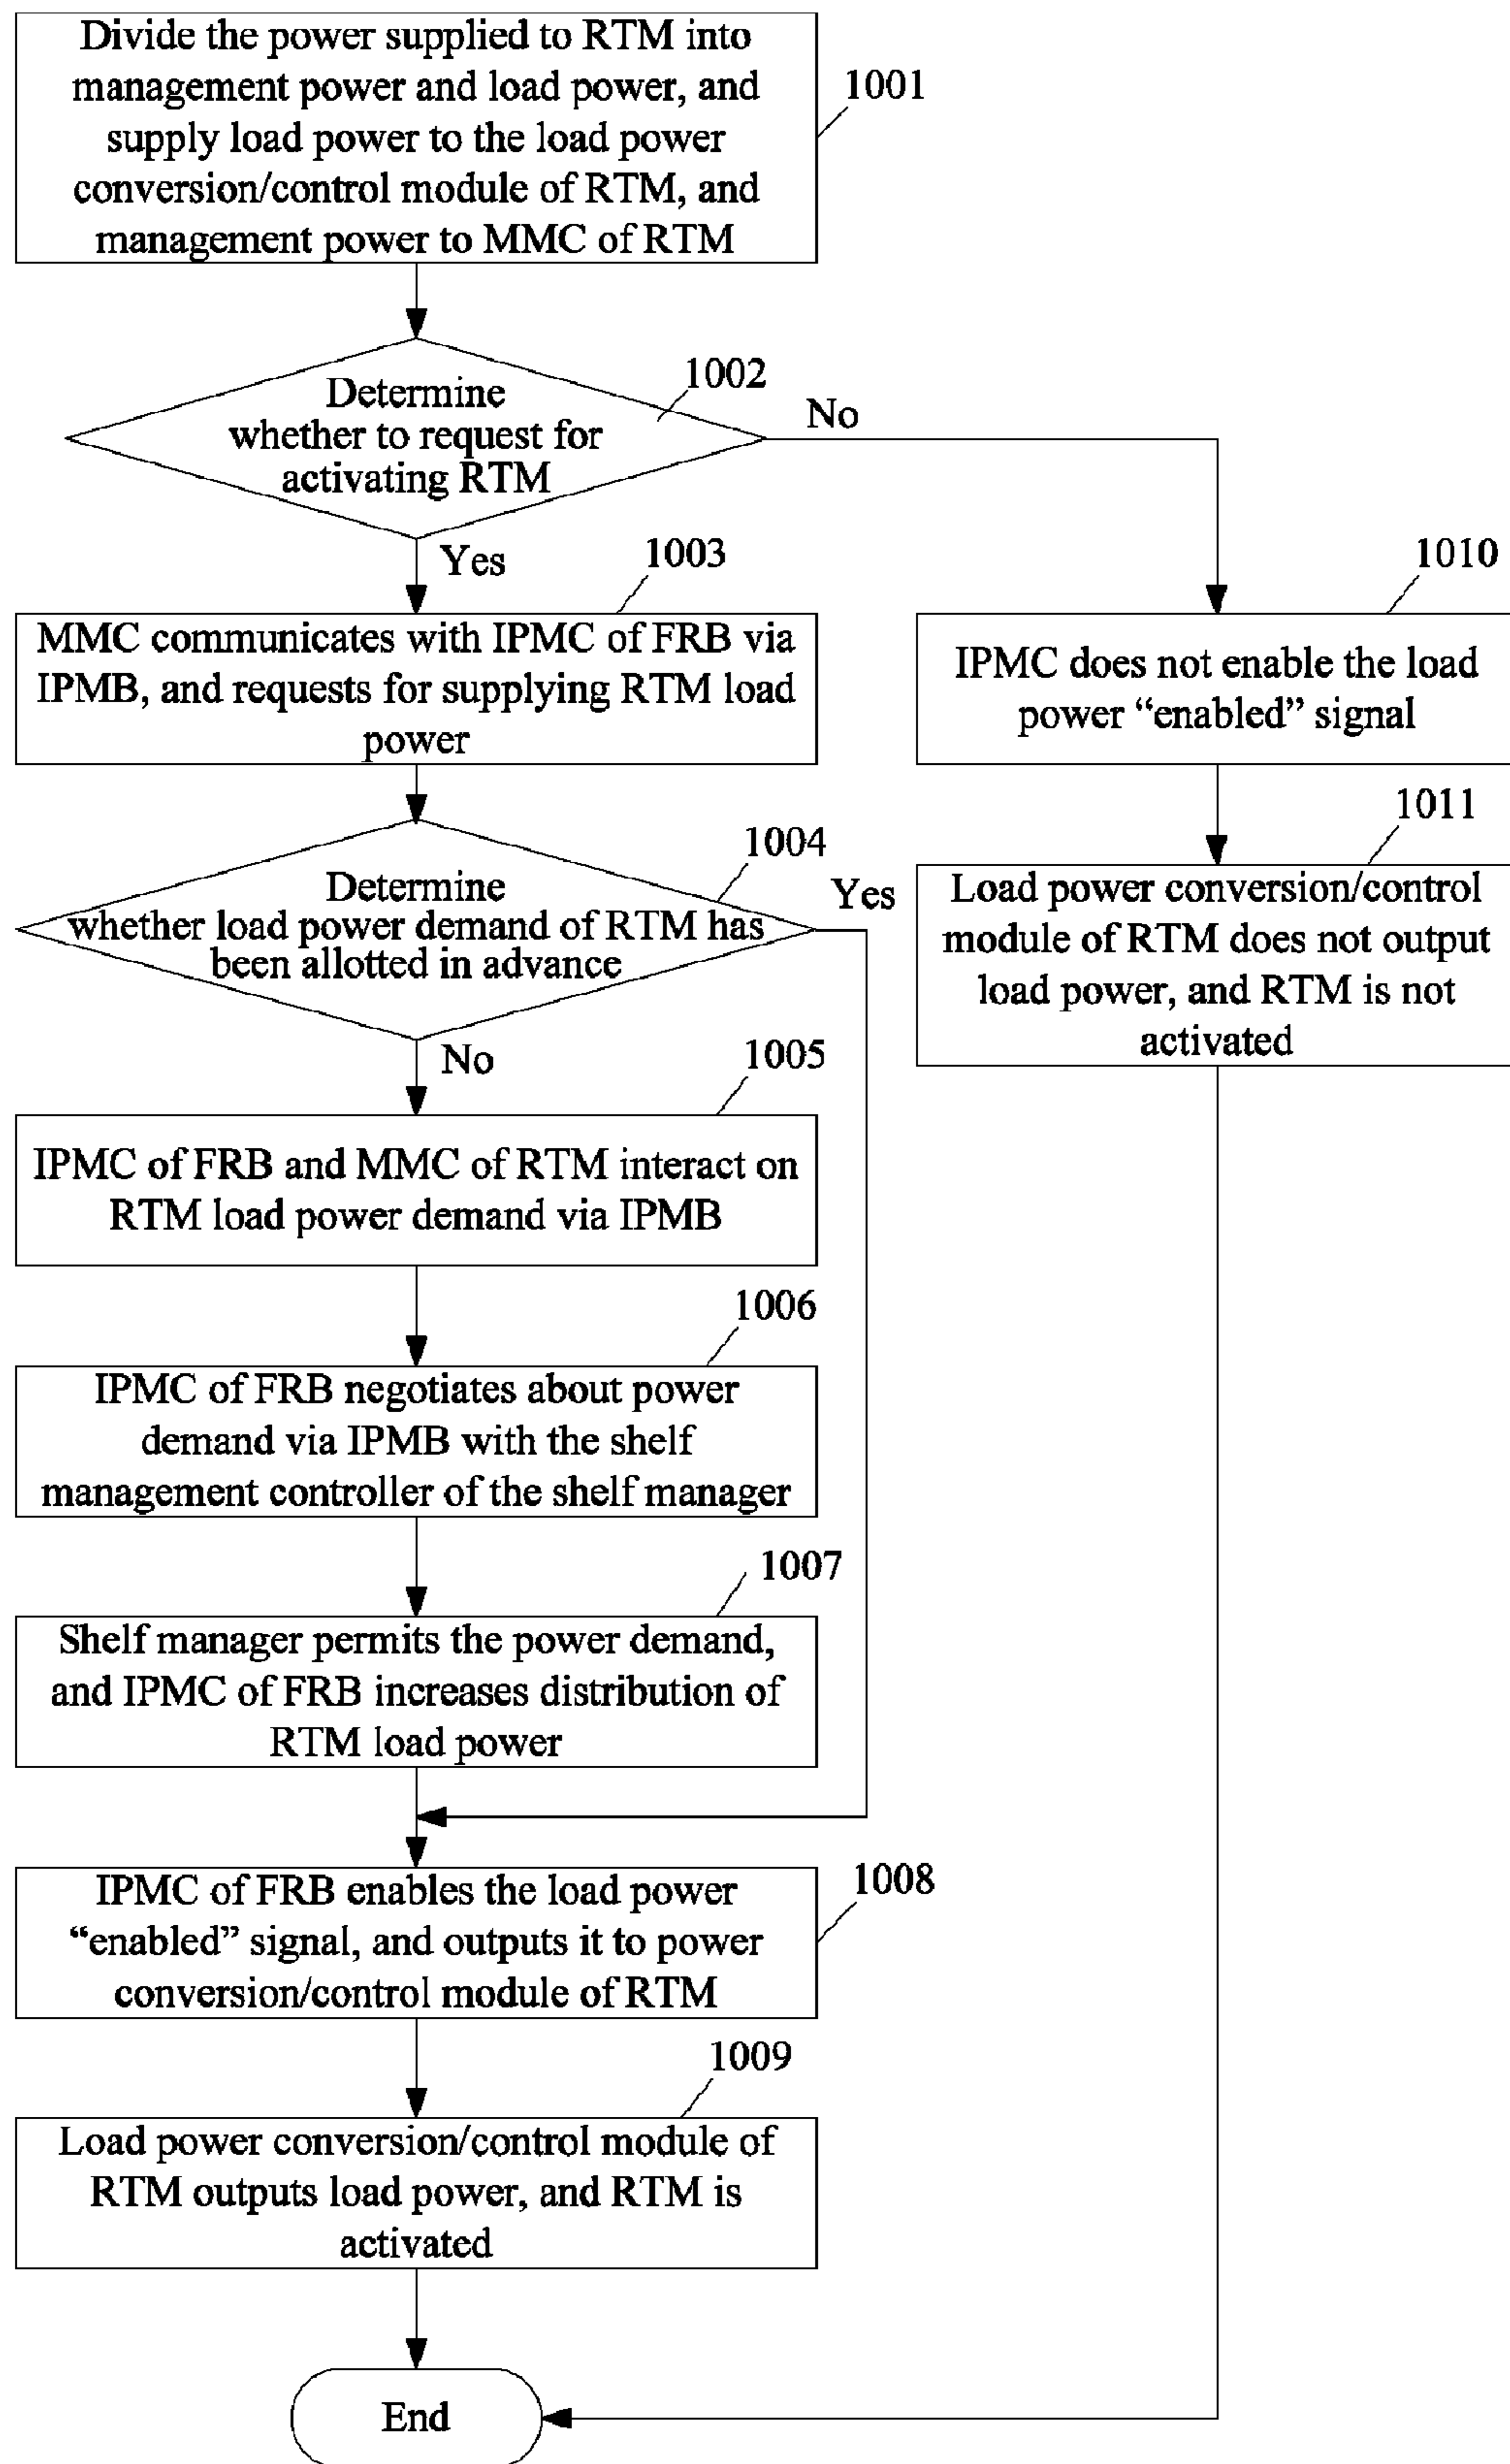 Divide the power supplied to RTM into
management power and load power, and
supply load power to the load power
conversion/control module of RTM, and
management power to MMC of RTM
1001
Determine
whether to request for
activating RTM
1002
No
Yes
1003
MMC communicates with IPMC of FRB via
IPMB, and requests for supplying RTM load
power
1010
IPMC does not enable the load
power “enabled” signal
1011
Load power conversion/control
module of RTM does not output
load power, and RTM is not
activated
1004
Determine
whether load power demand of RTM has
been allotted in advance
Yes
No
1005
IPMC of FRB and MMC of RTM interact on
RTM load power demand via IPMB
1006
IPMC of FRB negotiates about power
demand via IPMB with the shelf
management controller of the shelf manager
1007
Shelf manager permits the power demand,
and IPMC of FRB increases distribution of
RTM load power
1008
IPMC of FRB enables the load power
“enabled” signal, and outputs it to power
conversion/control module of RTM
1009
Load power conversion/control module of
RTM outputs load power, and RTM is
activated
End